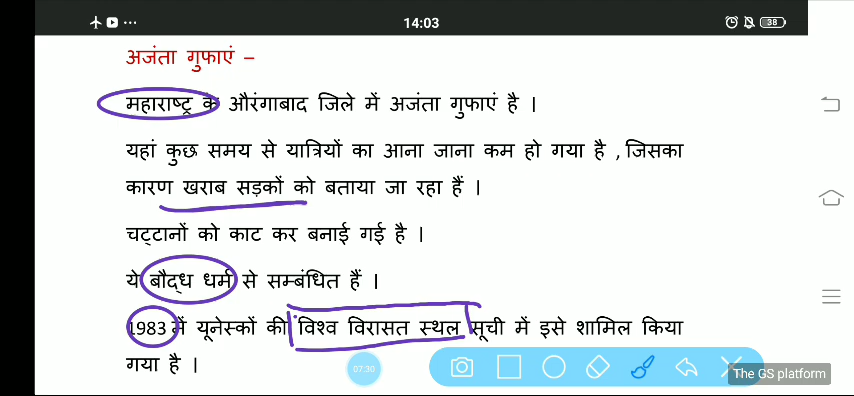 14:03
38
अजंता गुफाएं –
महाराष्ट्र के औरंगाबाद जिले में अजंता गुफाएं है ।
यहां कुछ समय से यात्रियों का आना जाना कम हो गया है , जिसका
कारण खराब सड़कों को बताया जा रहा हैं ।
चट्टानों को काट कर बनाई गई है ।
ये बौद्ध धर्म से सम्बंधित हैं ।
1983 में यूनेस्कों की विश्व विरासत स्थल सूची में इसे शामिल किया
गया है ।
07:30
The GS platform